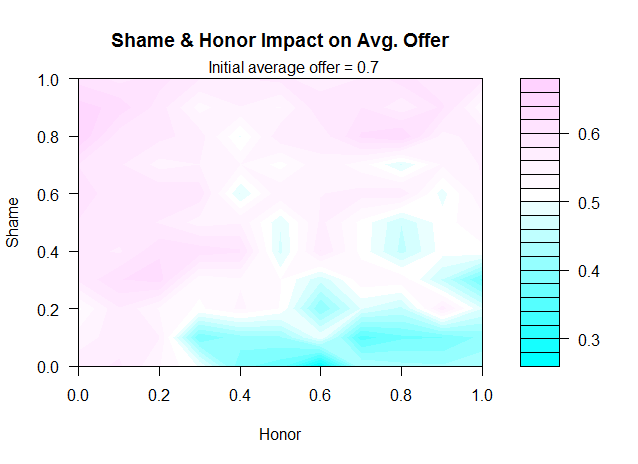 Shame & Honor Impact on Avg. Offer
Initial average offer = 0.7
1.0
0.8
0.6
0.4
0.2
0.0
Shame
0.0 0.2 0.4 0.6 0.8 1.0
Honor
0.6
0.5
0.4
0.3